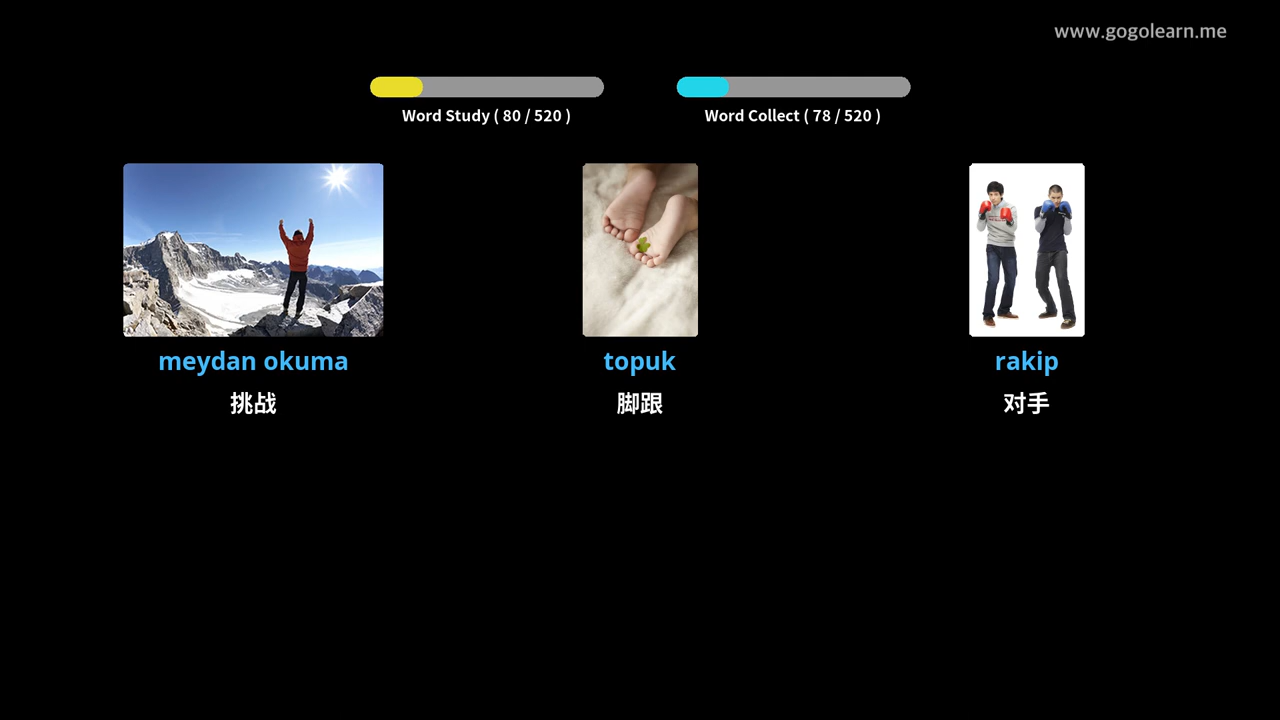 www.gogolearn.me
Word Study ( 80 / 520 )
Word Collect ( 78 / 520 )
meydan okuma
topuk
rakip
挑战
脚跟
对手